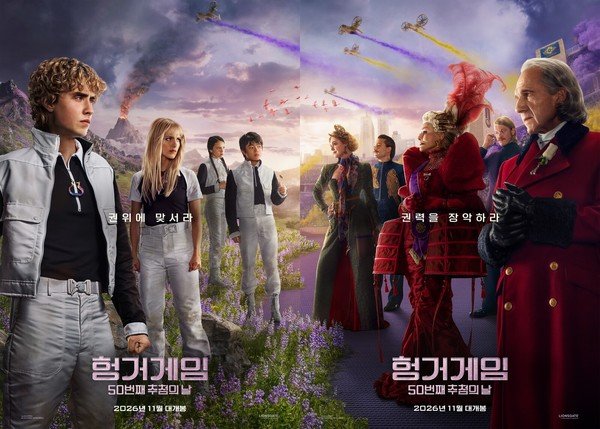 권위에 맞서라
헝거게임
50번째 추첨의 날
2026년 11월 대개봉
LIONSGATE
권력을 장악하라
헝거게임
50번째 추첨의 날
2026년 11월 대개봉
LIONSGATE